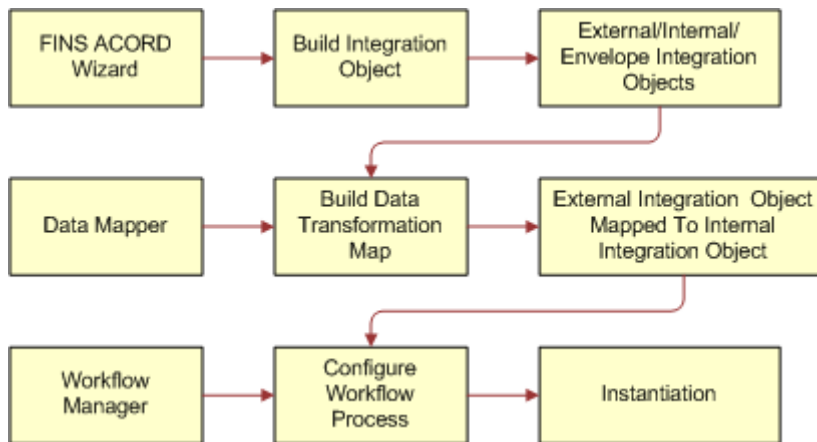 FINS ACORD
Wizard
Build Integration
Object
External/Internal/
Envelope Integration
Objects
Data Mapper
Build Data
Transformation
Map
External Integration Object
Mapped To Internal
Integration Object
Workflow
Manager
Configure
Workflow
Process
Instantiation